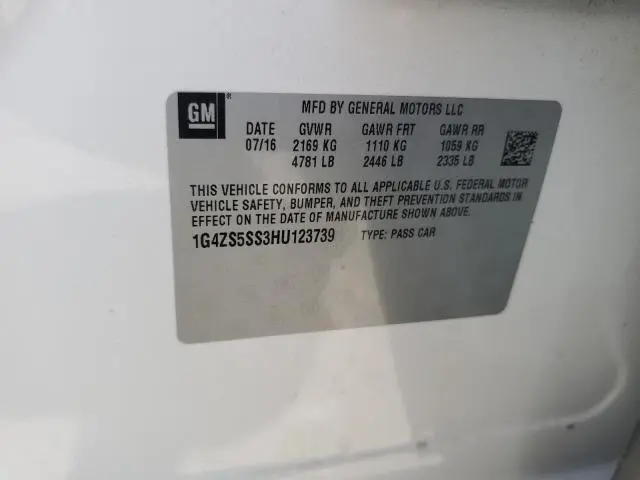 GM®
MFD BY GENERAL MOTORS LLC
DATE GVWR GAWR FRT GAWR RR
07/16 2169 KG 1110 KG 1059 KG
4781 LB 2446 LB 2335 LB
THIS VEHICLE CONFORMS TO ALL APPLICABLE U.S. FEDERAL MOTOR
VEHICLE SAFETY, BUMPER, AND THEFT PREVENTION STANDARDS IN
EFFECT ON THE DATE OF MANUFACTURE SHOWN ABOVE.
1G4ZS5SS3HU123739 TYPE: PASS CAR